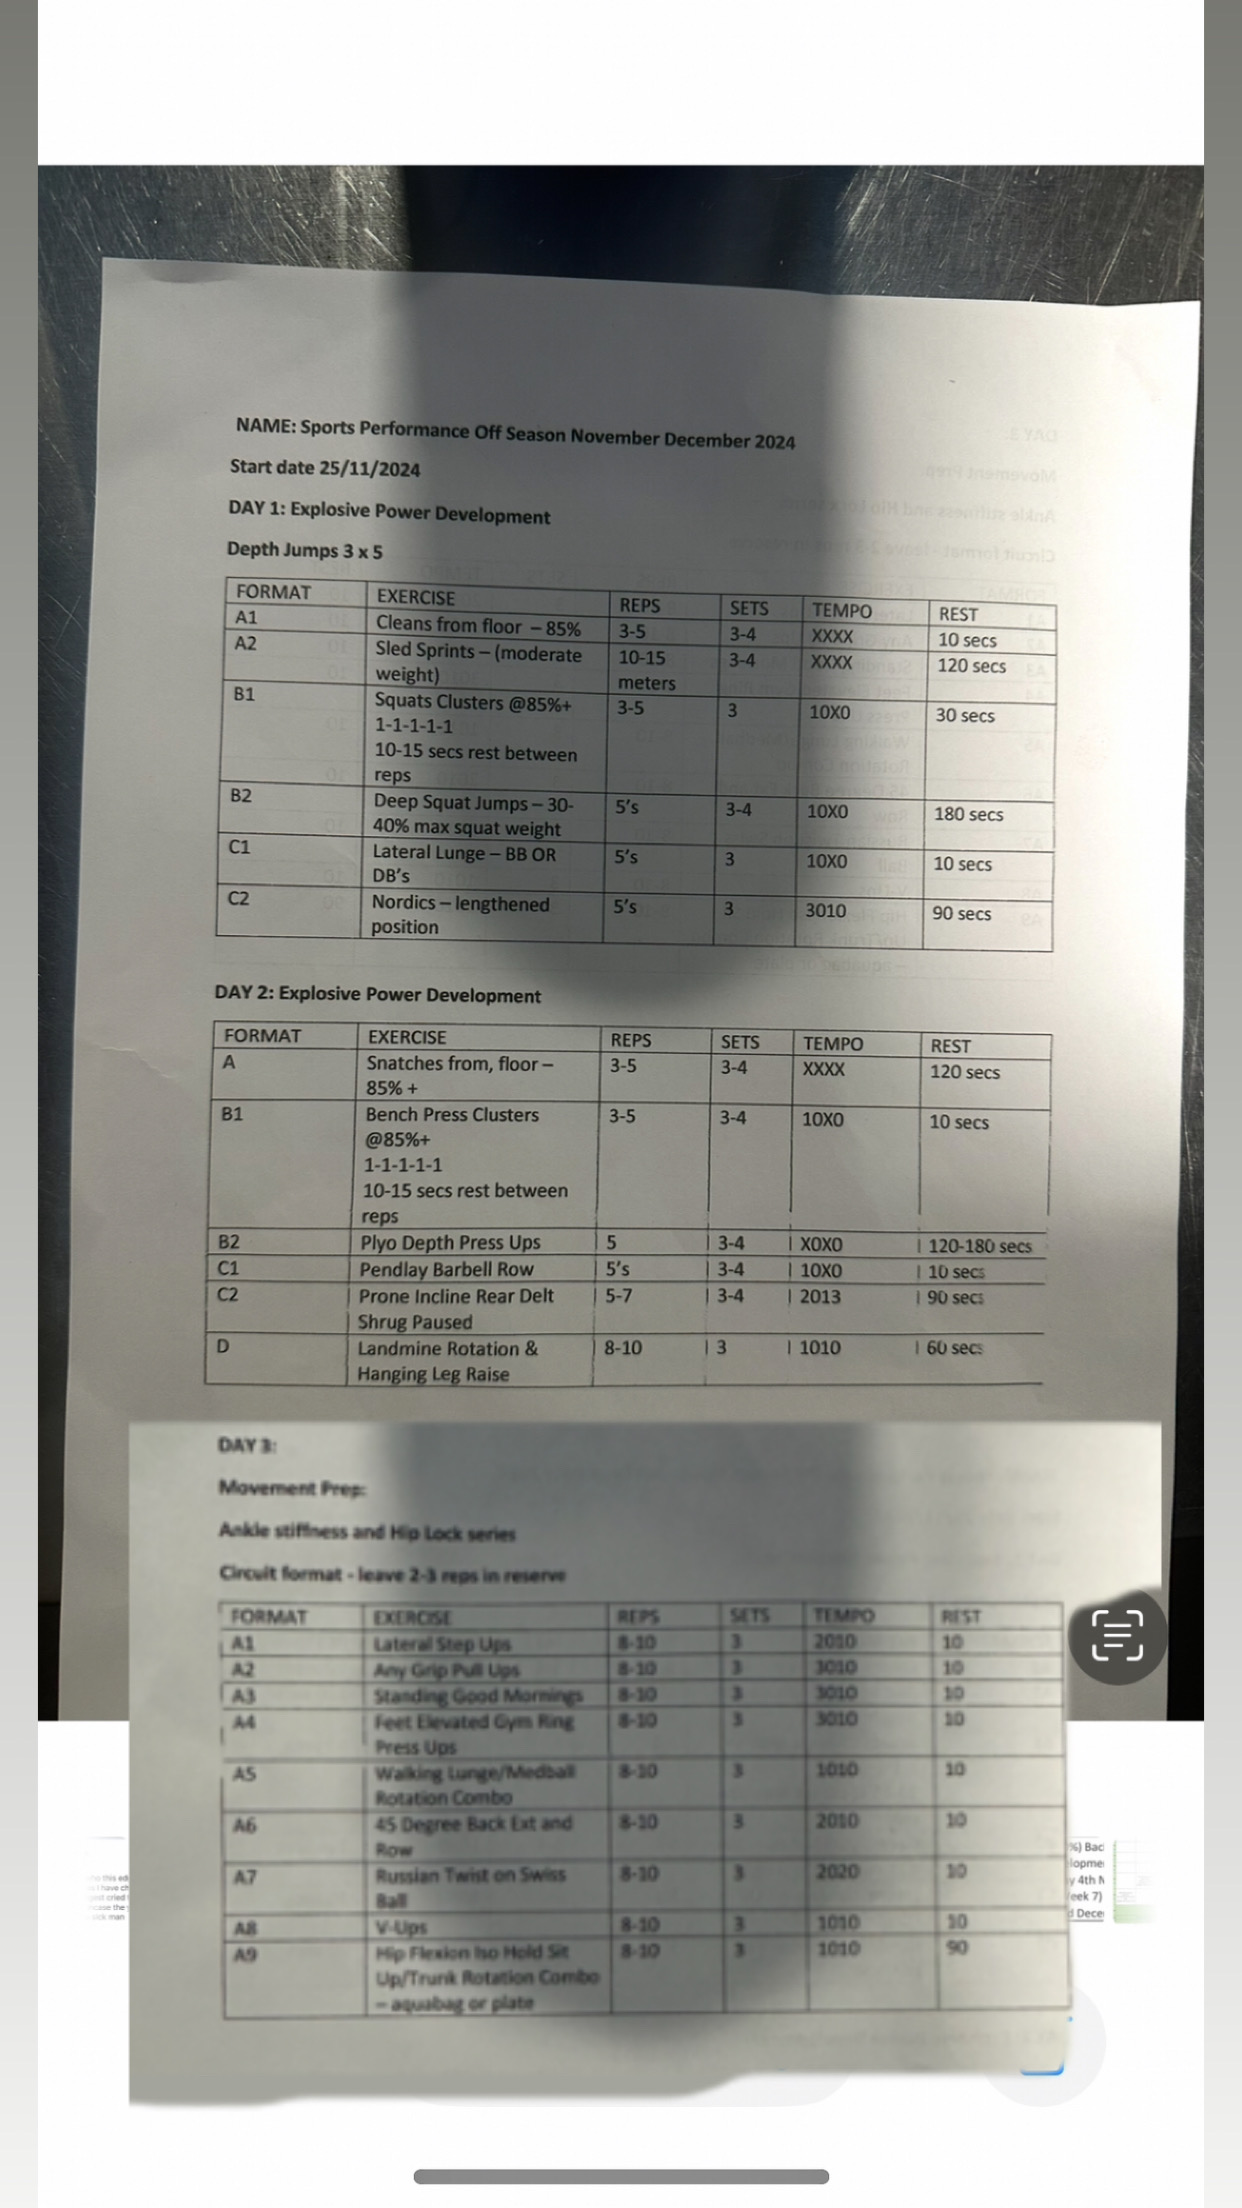 NAME: Sports Performance Off Season November December 2024
Start date 25/11/2024
DAY 1: Explosive Power Development
Depth Jumps 3 x 5
FORMAT EXERCISE REPS SETS TEMPO REST
A1 Cleans from floor – 85% 3-5 3-4 XXXX 10 secs
A2 Sled Sprints – (moderate 10-15 3-4 XXXX 120 secs
weight) meters
B1 Squats Clusters @85%+ 3-5 3 10X0 30 secs
1-1-1-1-1
10-15 secs rest between
reps
B2 Deep Squat Jumps – 30- 5's 3-4 10X0 180 secs
40% max squat weight
C1 Lateral Lunge – BB OR 5's 3 10X0 10 secs
DB's
C2 Nordics – lengthened 5's 3 3010 90 secs
position
DAY 2: Explosive Power Development
FORMAT EXERCISE REPS SETS TEMPO REST
A Snatches from, floor – 3-5 3-4 XXXX 120 secs
85% +
B1 Bench Press Clusters 3-5 3-4 10X0 10 secs
@85%+
1-1-1-1-1
10-15 secs rest between
reps
B2 Plyo Depth Press Ups 5 3-4 X0X0 120-180 secs
C1 Pendlay Barbell Row 5's 3-4 10X0 10 secs
C2 Prone Incline Rear Delt 5-7 3-4 2013 90 secs
Shrug Paused
D Landmine Rotation & 8-10 3 1010 60 secs
Hanging Leg Raise
DAY 3:
Movement Prep:
Ankle stiffness and Hip Lock series
Circuit format - leave 2-3 reps in reserve
FORMAT EXERCISE REPS SETS TEMPO REST
A1 Lateral Step Ups 8-10 3 2010 10
A2 Any Grip Pull Ups 8-10 3 3010 10
A3 Standing Good Mornings 8-10 3 3010 10
A4 Feet Elevated Gym Ring 8-10 3 3010 10
Press Ups
A5 Walking Lunge/Medball 8-10 3 1010 10
Rotation Combo
A6 45 Degree Back Ext and 8-10 3 2010 10
Row
A7 Russian Twist on Swiss 8-10 3 2020 10
Ball
A8 V-Ups 8-10 3 1010 10
A9 Hip Flexion Iso Hold Sit 8-10 3 1010 90
Up/Trunk Rotation Combo
– aquabag or plate